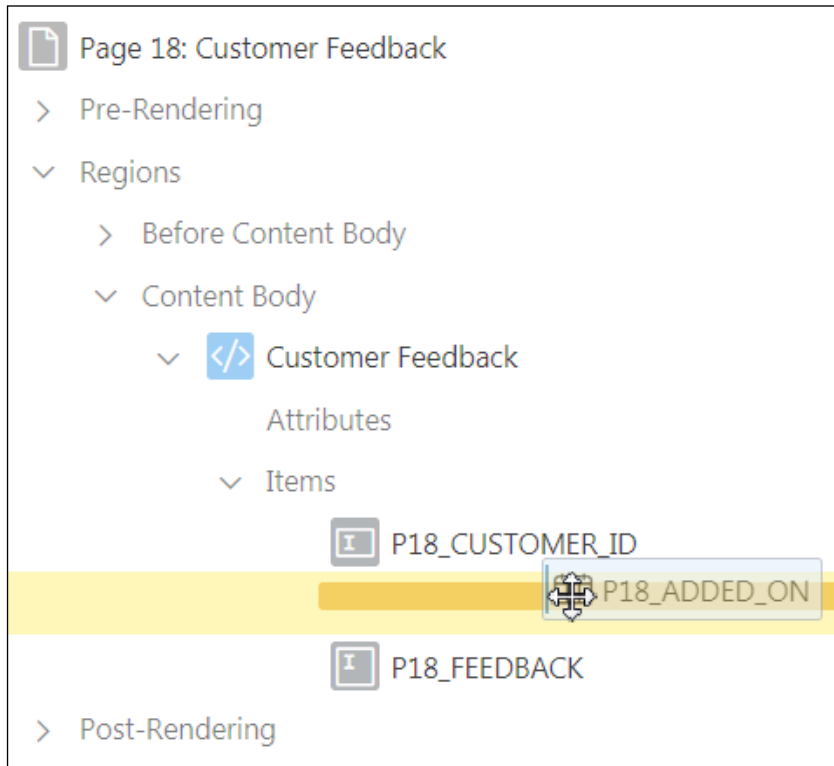 Page 18: Customer Feedback
Pre-Rendering
Regions
Before Content Body
Content Body
Customer Feedback
Attributes
Items
P18_CUSTOMER_ID
P18_ADDED_ON
P18_FEEDBACK
Post-Rendering